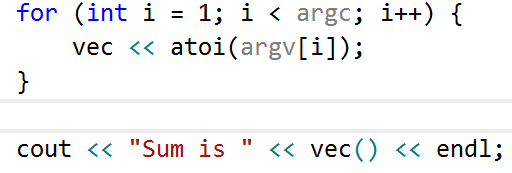 for (int i = 1; i < argc; i++) {
    vec << atoi(argv[i]);
}
cout << "Sum is " << vec() << endl;